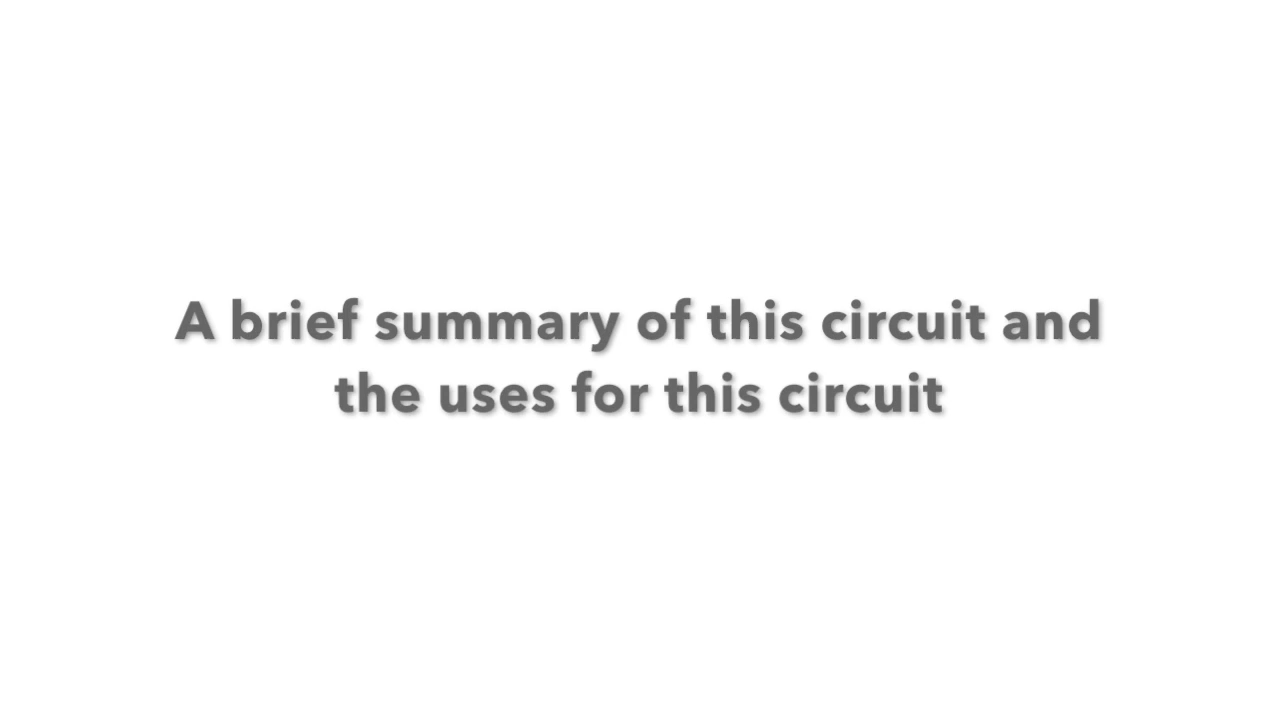 A brief summary of this circuit and
the uses for this circuit